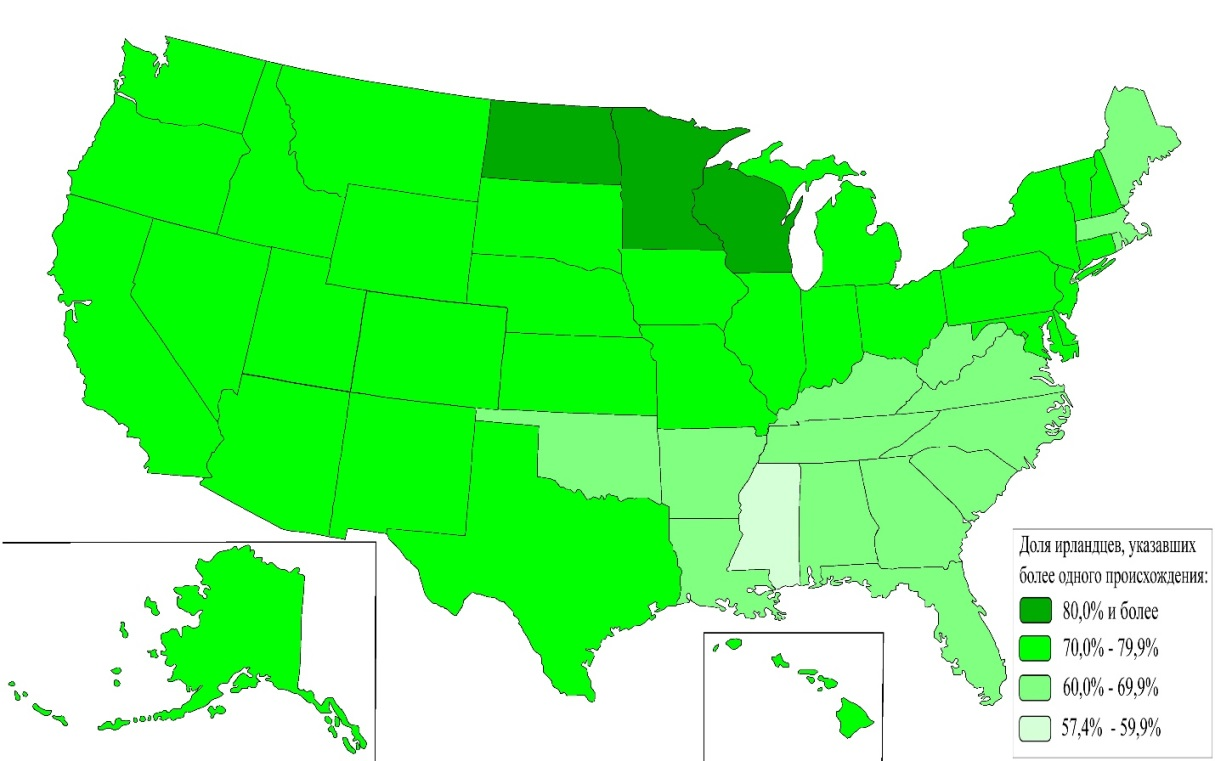 Доля ирландцев, указавших
более одного происхождения:
80,0% и более
70,0% - 79,9%
60,0% - 69,9%
57,4% - 59,9%